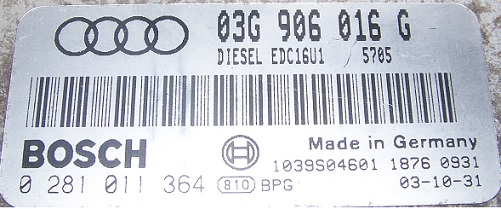 03G 906 016 G
DIESEL EDC16U1 5705
BOSCH
Made in Germany
1039S04601 1876 0931
0 281 011 364 810 BPG 03-10-31